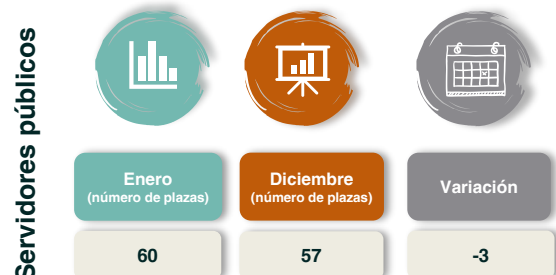 Servidores públicos
Enero
(número de plazas)
Diciembre
(número de plazas)
Variación
60
57
-3